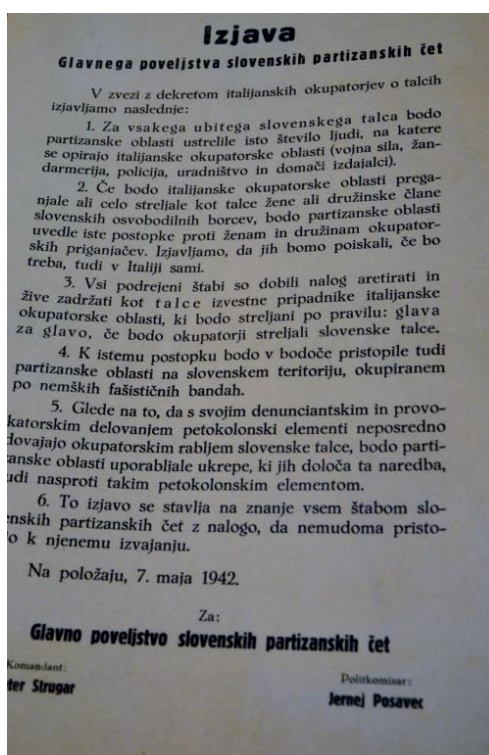 Izjava
Glavnega poveljstva slovenskih partizanskih čet
V zvezi z dekretom italijanskih okupatorjev o talcih
izjavljamo naslednje:
1. Za vsakega ubitega slovenskega talca bodo
partizanske oblasti ustrelile isto število ljudi, na katere
se opirajo italijanske okupatorske oblasti (vojna sila, žan-
darmerija, policija, uradništvo in domači izdajalci).
2. Če bodo italijanske okupatorske oblasti prega-
njale ali celo streljale kot talce žene ali družinske člane
slovenskih osvobodilnih borcev, bodo partizanske oblasti
uvedle iste postopke proti ženam in družinam okupator-
skih priganjačev. Izjavljamo, da jih bomo poiskali, če bo
treba, tudi v Italiji sami.
3. Vsi podrejeni štabi so dobili nalog aretirati in
žive zadržati kot talce izvestne pripadnike italijanske
okupatorske oblasti, ki bodo streljani po pravilu: glava
za glavo, če bodo okupatorji streljali slovenske talce.
4. K istemu postopku bodo v bodoče pristopile tudi
partizanske oblasti na slovenskem teritoriju, okupiranem
po nemških fašističnih bandah.
5. Glede na to, da s svojim denunciantskim in provo-
katorskim delovanjem petokolonski elementi neposredno
dovajajo okupatorskim rabljem slovenske talce, bodo parti-
zanske oblasti uporabljale ukrepe, ki jih določa ta naredba,
udi nasproti takim petokolonskim elementom.
6. To izjavo se stavlja na znanje vsem štabom slo-
enskih partizanskih čet z nalogo, da nemudoma pristo-
o k njenemu izvajanju.
Na položaju, 7. maja 1942.
Za:
Glavno poveljstvo slovenskih partizanskih čet
Komandant:
ter Strugar
Politkomisar:
Jernej Posavec